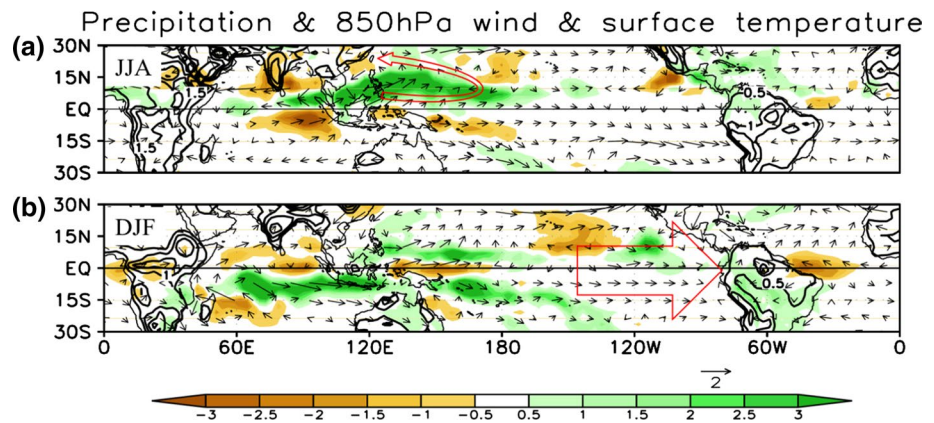 Precipitation & 850hPa wind & surface temperature
(a)
30N
JJA
15N
EQ
15S
30S
1.5
1.5
0.5
1
(b)
30N
DJF
15N
EQ
15S
30S
1
0.5
0 60E 120E 180 120W 60W 0
2
-3 -2.5 -2 -1.5 -1 -0.5 0.5 1 1.5 2 2.5 3